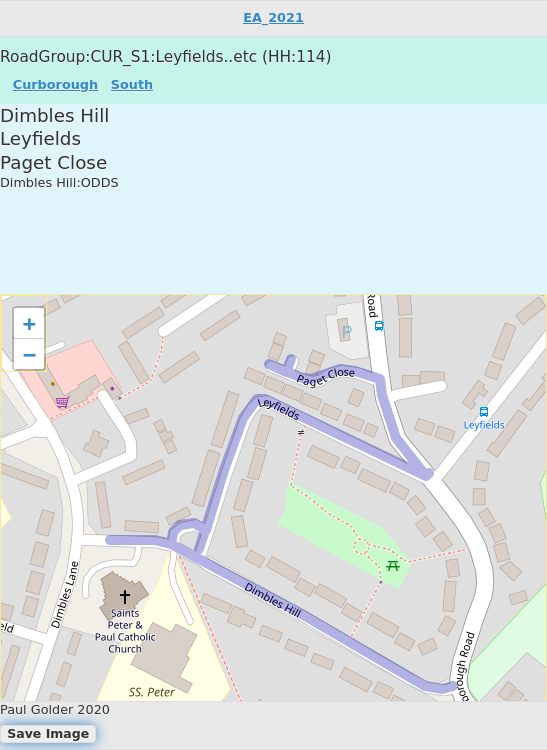 EA_2021
RoadGroup:CUR_S1:Leyfields..etc (HH:114)
Curborough South
Dimbles Hill
Leyfields
Paget Close
Dimbles Hill:ODDS
+
−
Road
Paget Close
Leyfields
Leyfields
Dimbles Lane
Dimbles Hill
Saints
Peter &
Paul Catholic
Church
SS. Peter
Paul Golder 2020
Save Image